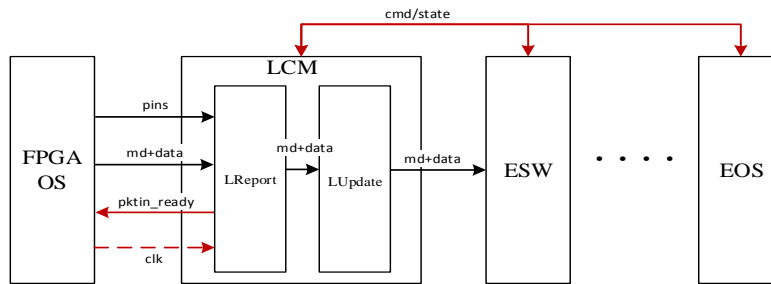 cmd/state
LCM
pins
md+data
FPGA
OS
md+data
md+data
LReport
LUpdate
ESW
EOS
pktin_ready
clk